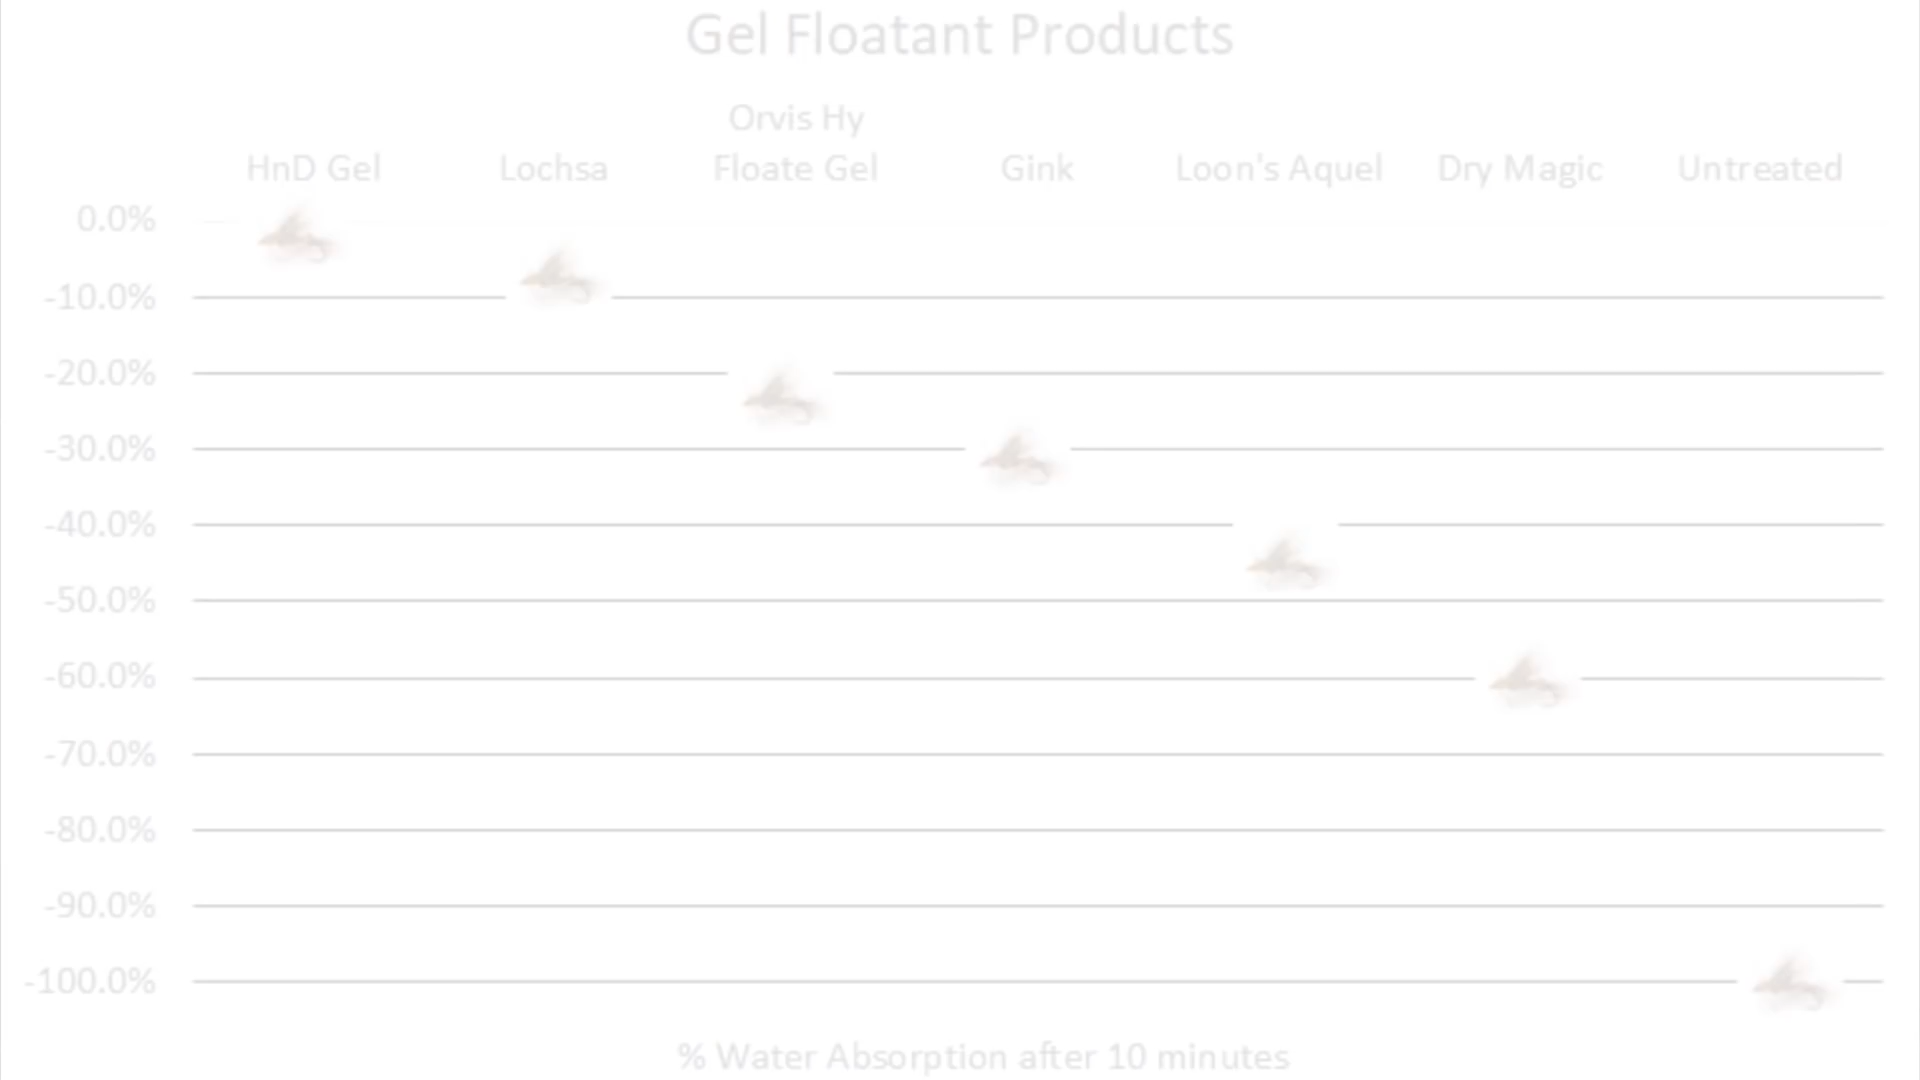 Gel Floatant Products
Orvis Hy
HnD Gel Lochsa Floate Gel Gink Loon's Aquel Dry Magic Untreated
0.0%
-10.0%
-20.0%
-30.0%
-40.0%
-50.0%
-60.0%
-70.0%
-80.0%
-90.0%
-100.0%
% Water Absorption after 10 minutes